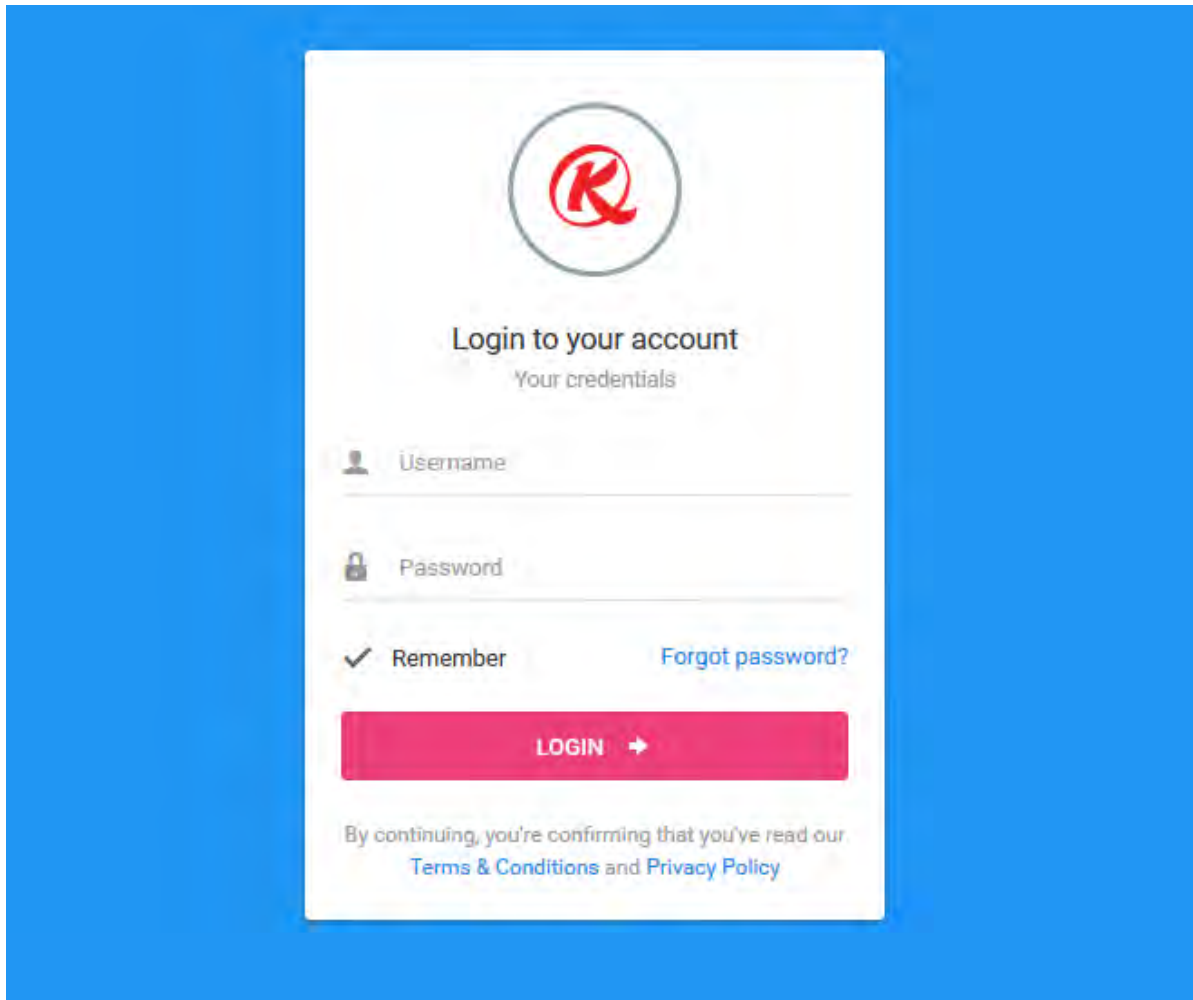 Login to your account
Your credentials
Username
Password
Remember
Forgot password?
LOGIN
By continuing, you're confirming that you've read our
Terms & Conditions and Privacy Policy